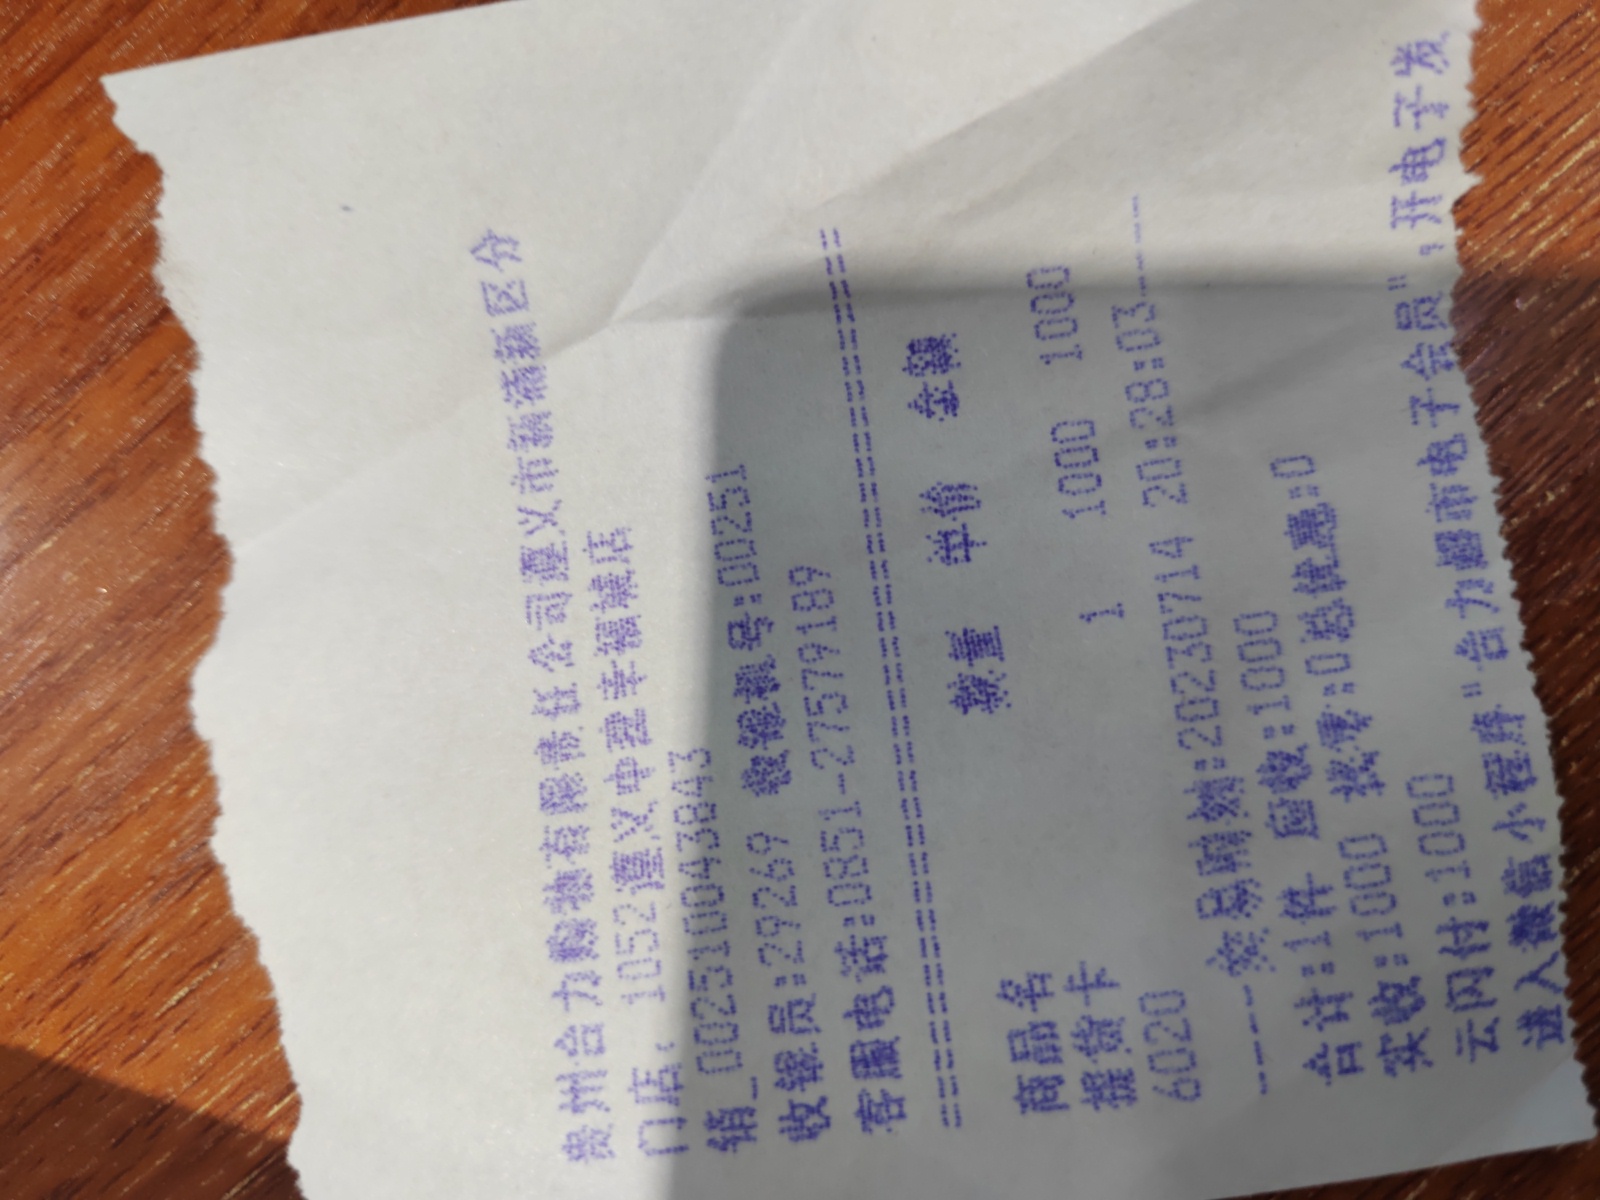 贵州合力购物有限责任公司遵义市新蒲新区分
门店: 1052遵义中建幸福里店
销_002510043843
收银员:29269 收银机号:00251
客服电话:0851-27579189
================================
商品名 数量 单价 金额
提货卡
6020 1 1000 1000
-----交易时效:20230714 20:28:03-----
合计:1件 应收:1000
实收:1000 找零:0总优惠:0
云闪付:1000
进入微信小程序"合力超市电子会员",开电子发